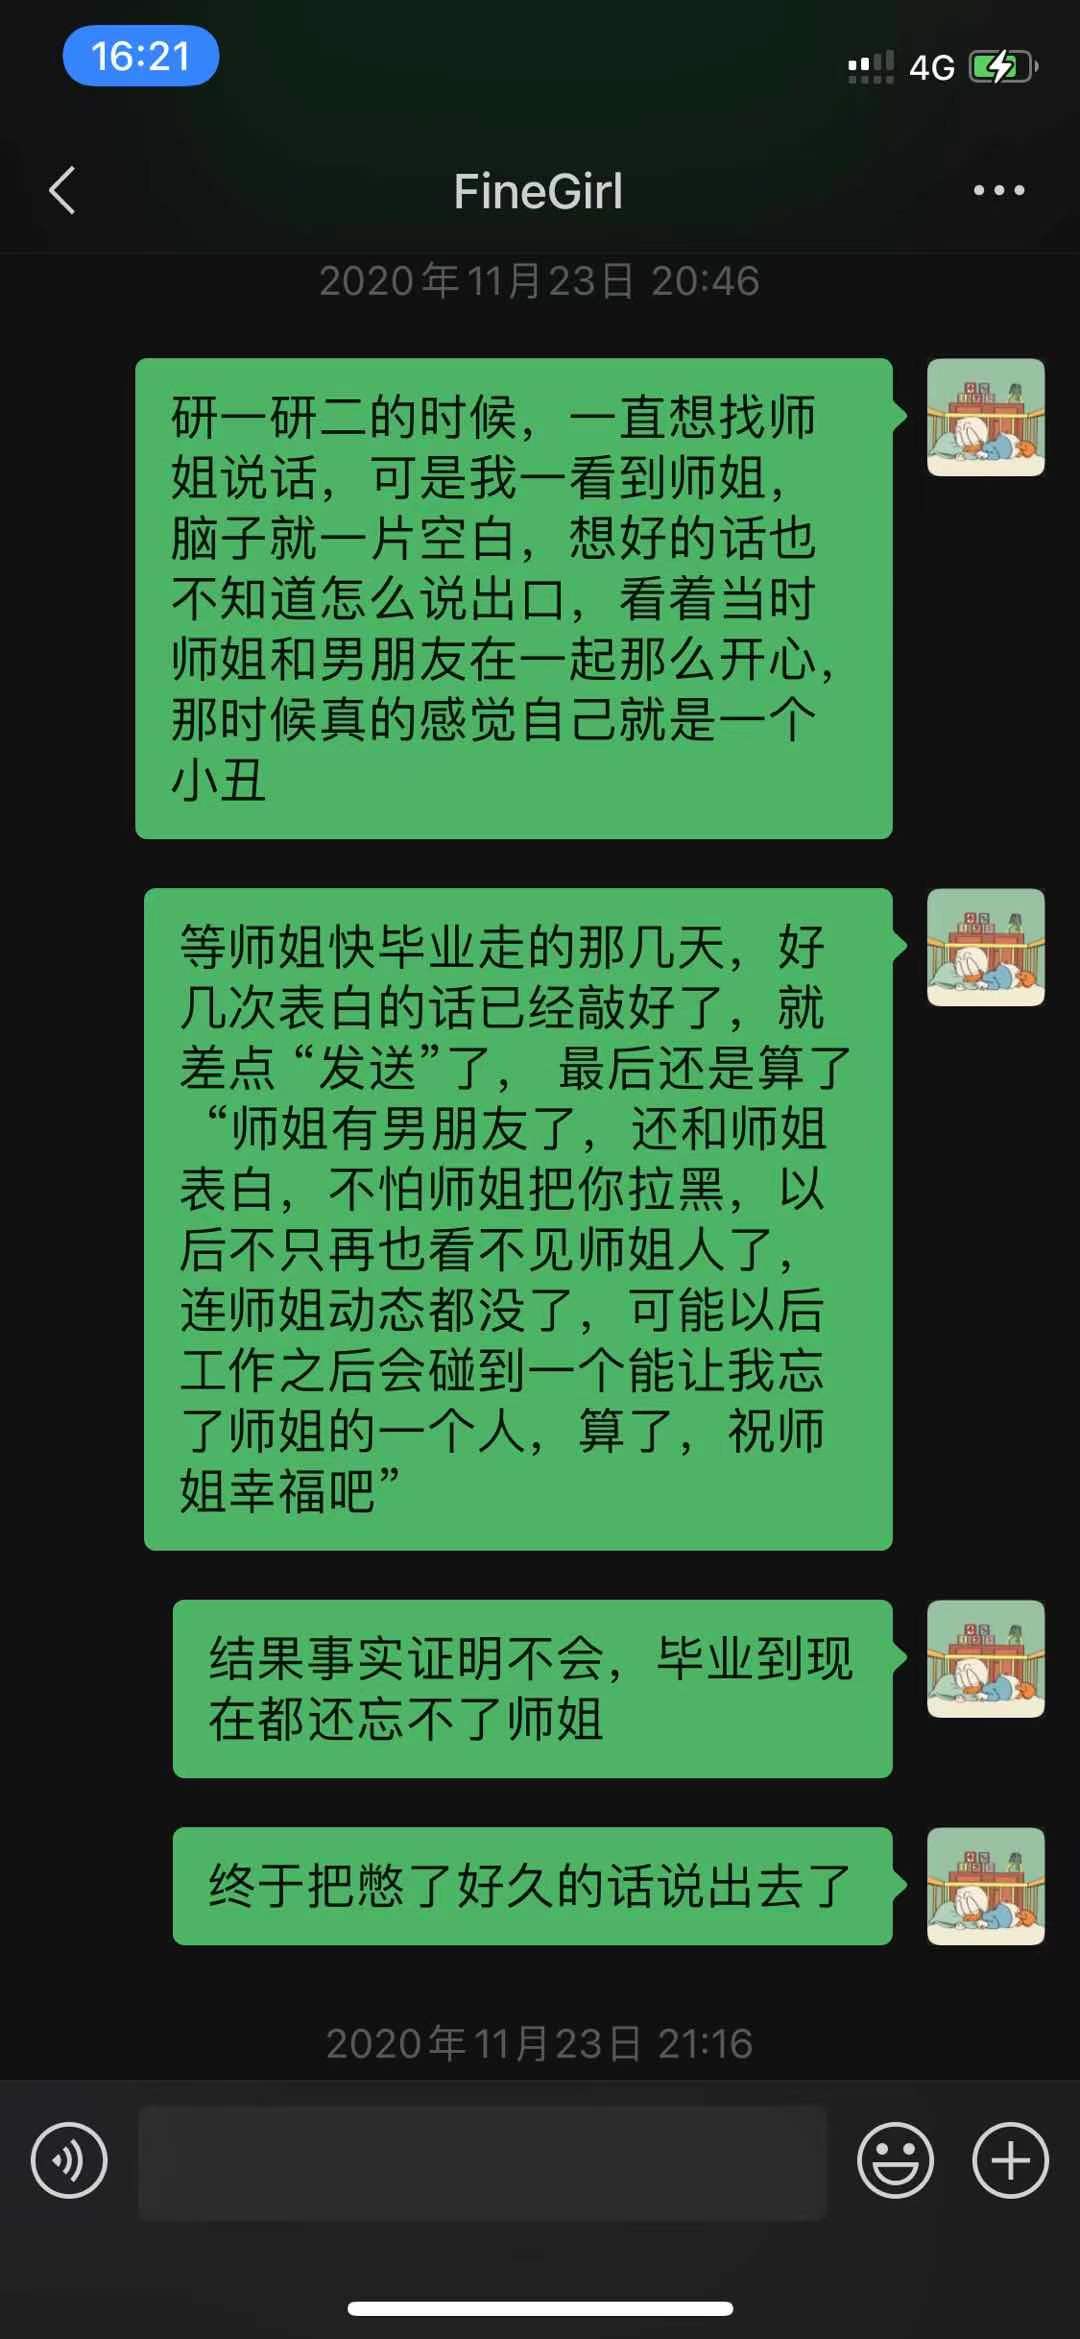 16:21
4G
FineGirl
2020年11月23日 20:46
研一研二的时候，一直想找师
姐说话，可是我一看到师姐，
脑子就一片空白，想好的话也
不知道怎么说出口，看着当时
师姐和男朋友在一起那么开心，
那时候真的感觉自己就是一个
小丑
等师姐快毕业走的那几天，好
几次表白的话已经敲好了，就
差点“发送”了， 最后还是算了
“师姐有男朋友了，还和师姐
表白，不怕师姐把你拉黑，以
后不只再也看不见师姐人了，
连师姐动态都没了，可能以后
工作之后会碰到一个能让我忘
了师姐的一个人，算了，祝师
姐幸福吧”
结果事实证明不会，毕业到现
在都还忘不了师姐
终于把憋了好久的话说出去了
2020年11月23日 21:16